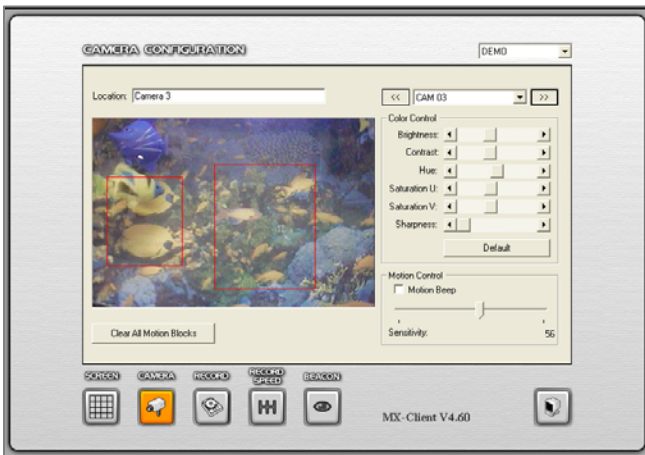 CAMERA CONFIGURATION
DEMO
Location: Camera 3
<< CAM 03 >>
Color Control
Brightness:
Contrast:
Hue:
Saturation U:
Saturation V:
Sharpness:
Default
Motion Control
Motion Beep
Sensitivity: 56
Clear All Motion Blocks
SCREEN CAMERA RECORD RECORD SPEED BEACON
MX-Client V4.60